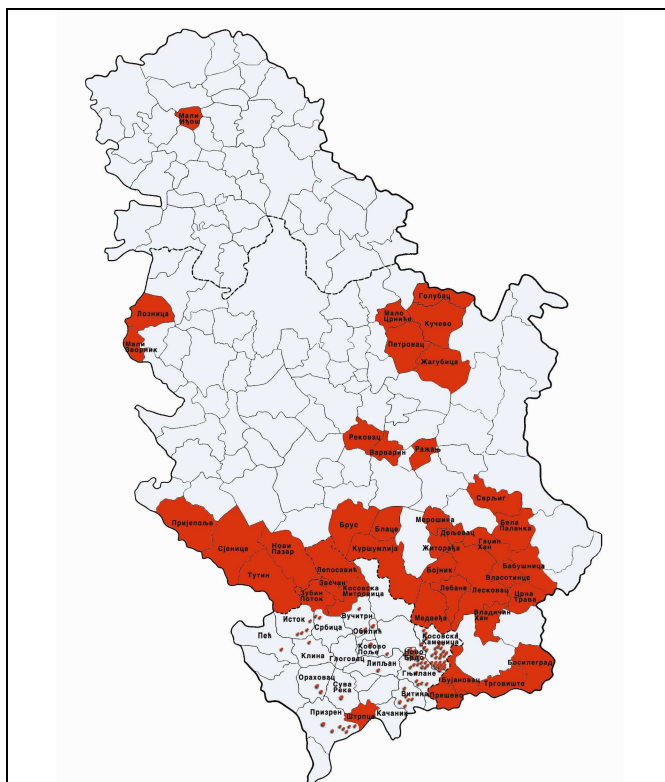 Мали
Иђош
Лозница
Мали
Зворник
Голубац
Мало
Црниће
Кучево
Петровац
Жагубица
Рековац
Варварин
Ражањ
Сврљиг
Пријепоље
Сјеница
Нови
Пазар
Тутин
Брус
Блаце
Куршумлија
Мерошина
Дољевац
Житорађа
Гаџин
Хан
Бела
Паланка
Бојник
Бабушница
Власотинце
Лебане
Лесковац
Црна
Трава
Лепосавић
Звечан
Косовска
Митровица
Зубин
Поток
Медвеђа
Владичин
Хан
Исток
Србица
Вучитрн
Обилић
Косовска
Каменица
Пећ
Клина
Глоговац
Косово
Поље
Липљан
Ново
Брдо
Гњилане
Босилеград
Ораховац
Сува
Река
Витина
Бујановац
Трговиште
Прешево
Призрен
Штрпце
Качаник